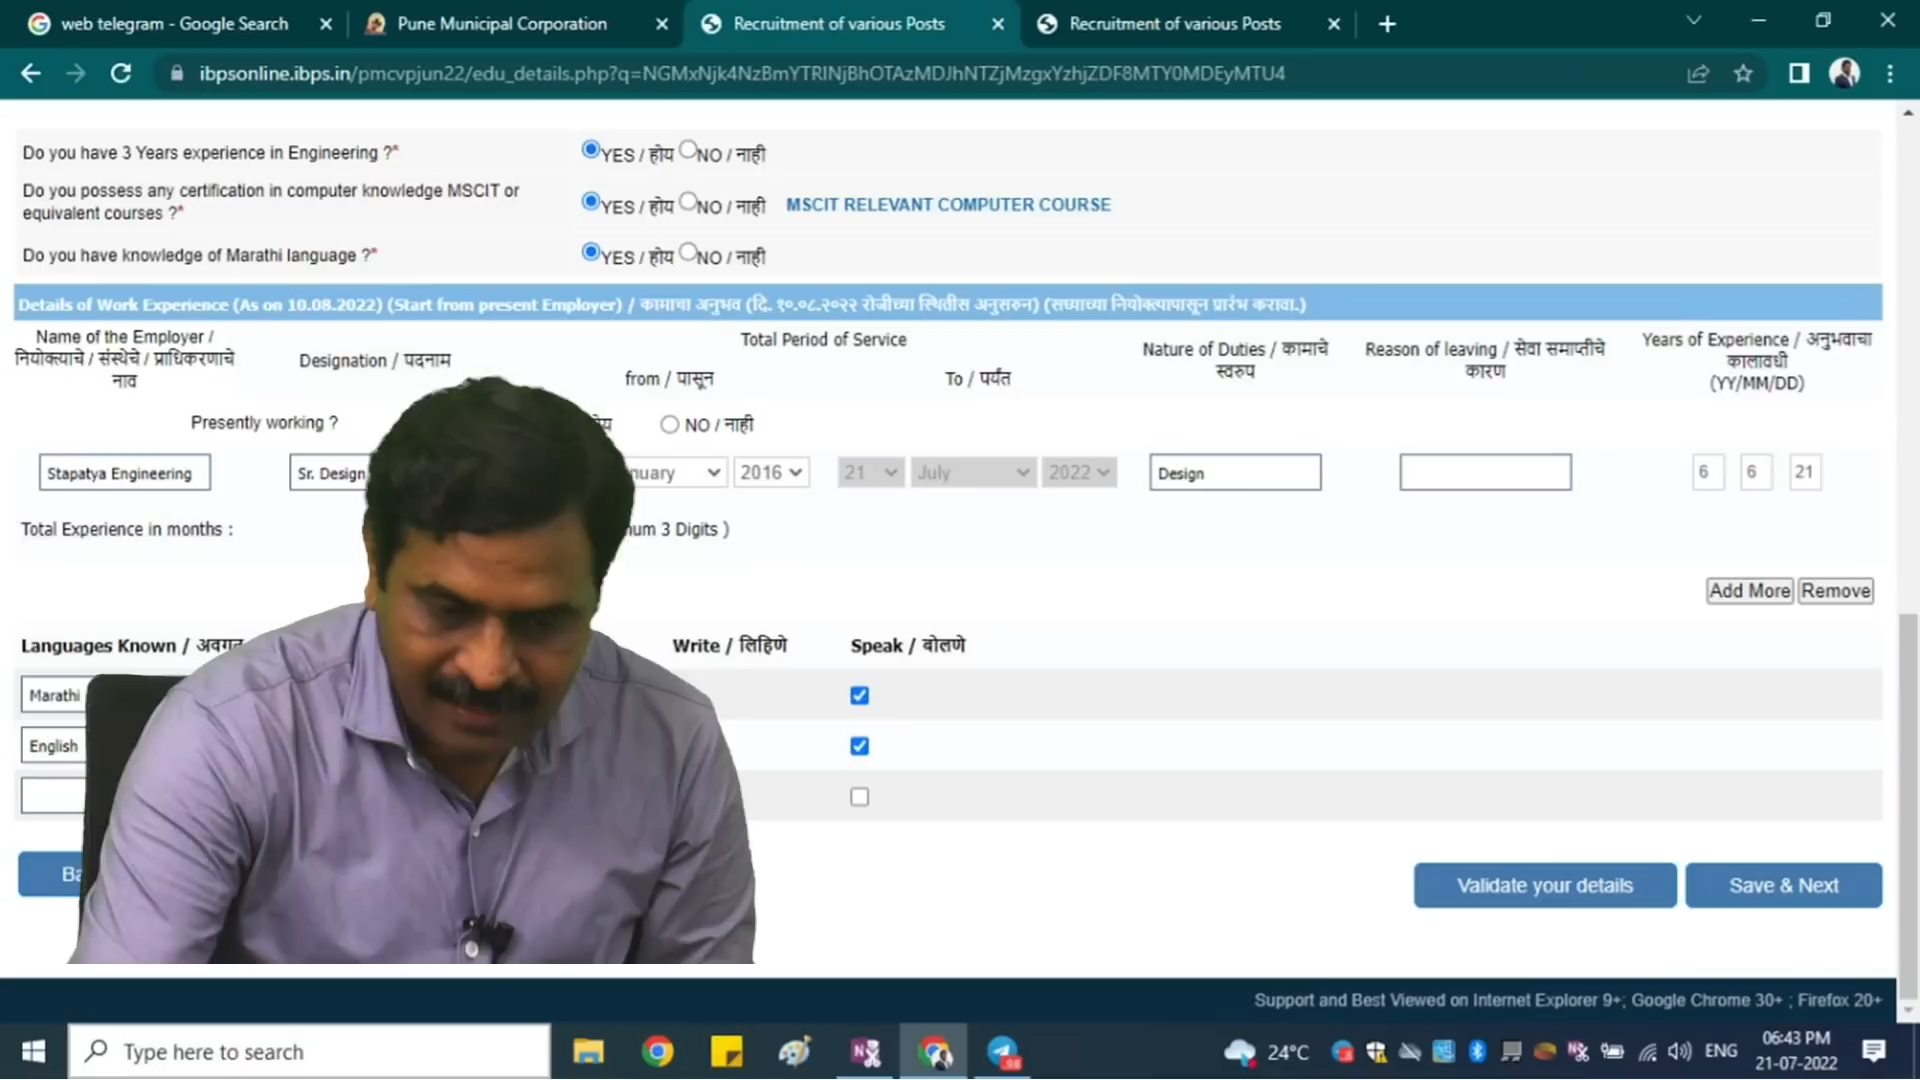 web telegram - Google Search
Pune Municipal Corporation
Recruitment of various Posts
Recruitment of various Posts
ibpsonline.ibps.in/pmcvpjun22/edu_details.php?q=NGMxNjk4NzBmYTRlNjBhOTAzMDJhNTZjMzgxYzhjZDF8MTY0MDEyMTU4
Do you have 3 Years experience in Engineering ?*
YES / होय NO / नाही
Do you possess any certification in computer knowledge MSCIT or
equivalent courses ?*
YES / होय NO / नाही MSCIT RELEVANT COMPUTER COURSE
Do you have knowledge of Marathi language ?*
YES / होय NO / नाही
Details of Work Experience (As on 10.08.2022) (Start from present Employer) / कामाचा अनुभव (दि. १०.०८.२०२२ रोजीच्या स्थितीस अनुसरुन) (सध्याच्या नियोक्त्यापासून प्रारंभ करावा.)
Name of the Employer /
नियोक्त्याचे / संस्थेचे / प्राधिकरणाचे
नाव
Designation / पदनाम
Total Period of Service
from / पासून
To / पर्यंत
Nature of Duties / कामाचे
स्वरुप
Reason of leaving / सेवा समाप्तीचे
कारण
Years of Experience / अनुभवाचा
कालावधी
(YY/MM/DD)
Presently working ?
NO / नाही
Stapatya Engineering
Sr. Design
2016
21
July
2022
Design
6
6
21
Total Experience in months :
3 Digits )
Add More
Remove
Languages Known /
Write / लिहिणे
Speak / बोलणे
Marathi
English
Validate your details
Save & Next
Support and Best Viewed on Internet Explorer 9+; Google Chrome 30+ ; Firefox 20+
Type here to search
24°C
ENG
06:43 PM
21-07-2022